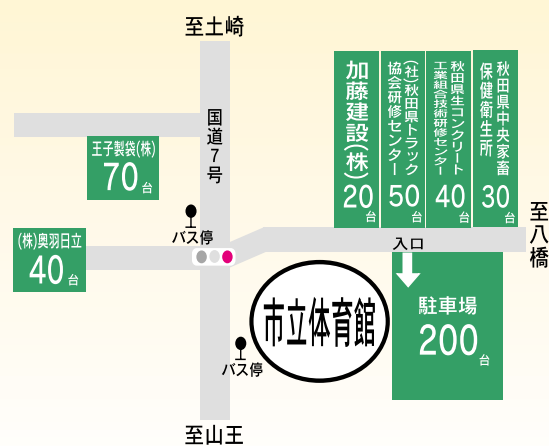 至土崎
国道7号
王子製袋(株)
70台
バス停
(株)奥羽日立
40台
加藤建設(株)
20台
(社)秋田県トラック
協会研修センター
50台
秋田県生コンクリート
工業組合技術研修センター
40台
秋田県中央家畜
保健衛生所
30台
至八橋
入口
駐車場
200台
市立体育館
バス停
至山王